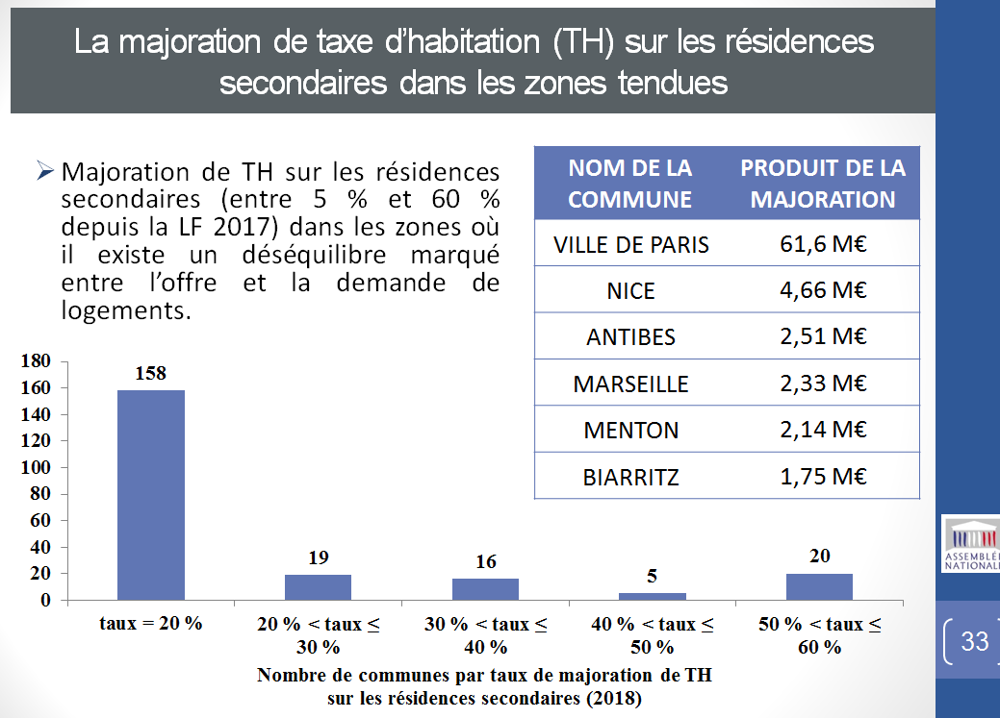 La majoration de taxe d’habitation (TH) sur les résidences
secondaires dans les zones tendues
Majoration de TH sur les résidences
secondaires (entre 5 % et 60 %
depuis la LF 2017) dans les zones où
il existe un déséquilibre marqué
entre l’offre et la demande de
logements.
NOM DE LA COMMUNE PRODUIT DE LA MAJORATION
VILLE DE PARIS 61,6 M€
NICE 4,66 M€
ANTIBES 2,51 M€
MARSEILLE 2,33 M€
MENTON 2,14 M€
BIARRITZ 1,75 M€
180
160
140
120
100
80
60
40
20
0
158
19
16
5
20
taux = 20 %
20 % < taux ≤
30 %
30 % < taux ≤
40 %
40 % < taux ≤
50 %
50 % < taux ≤
60 %
Nombre de communes par taux de majoration de TH
sur les résidences secondaires (2018)
ASSEMBLÉE
NATIONALE
33